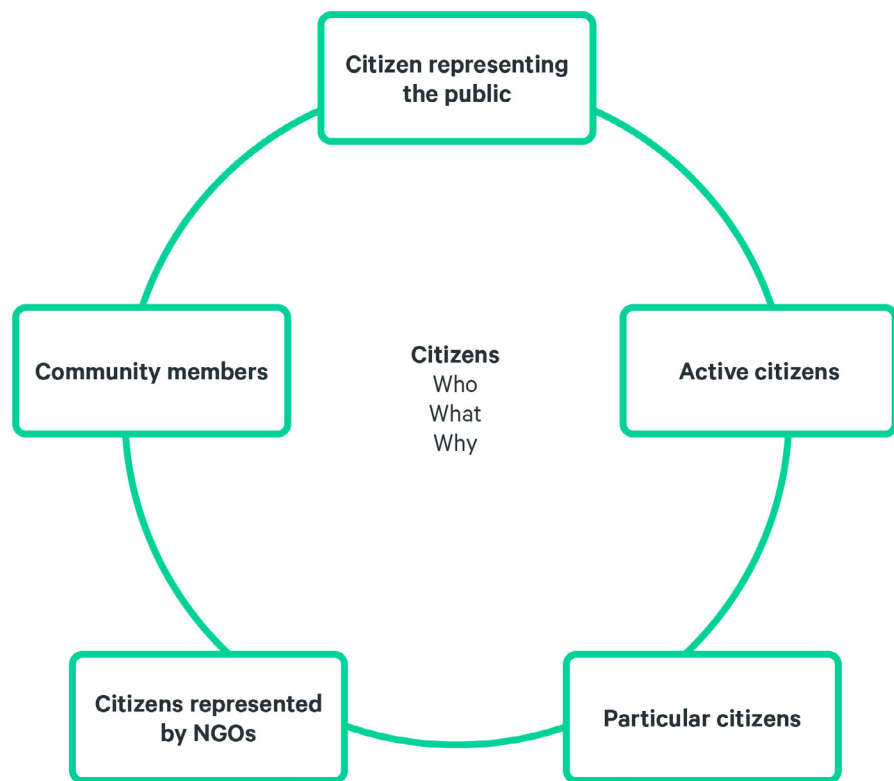 Citizen representing
the public
Community members
Citizens
Who
What
Why
Active citizens
Citizens represented
by NGOs
Particular citizens